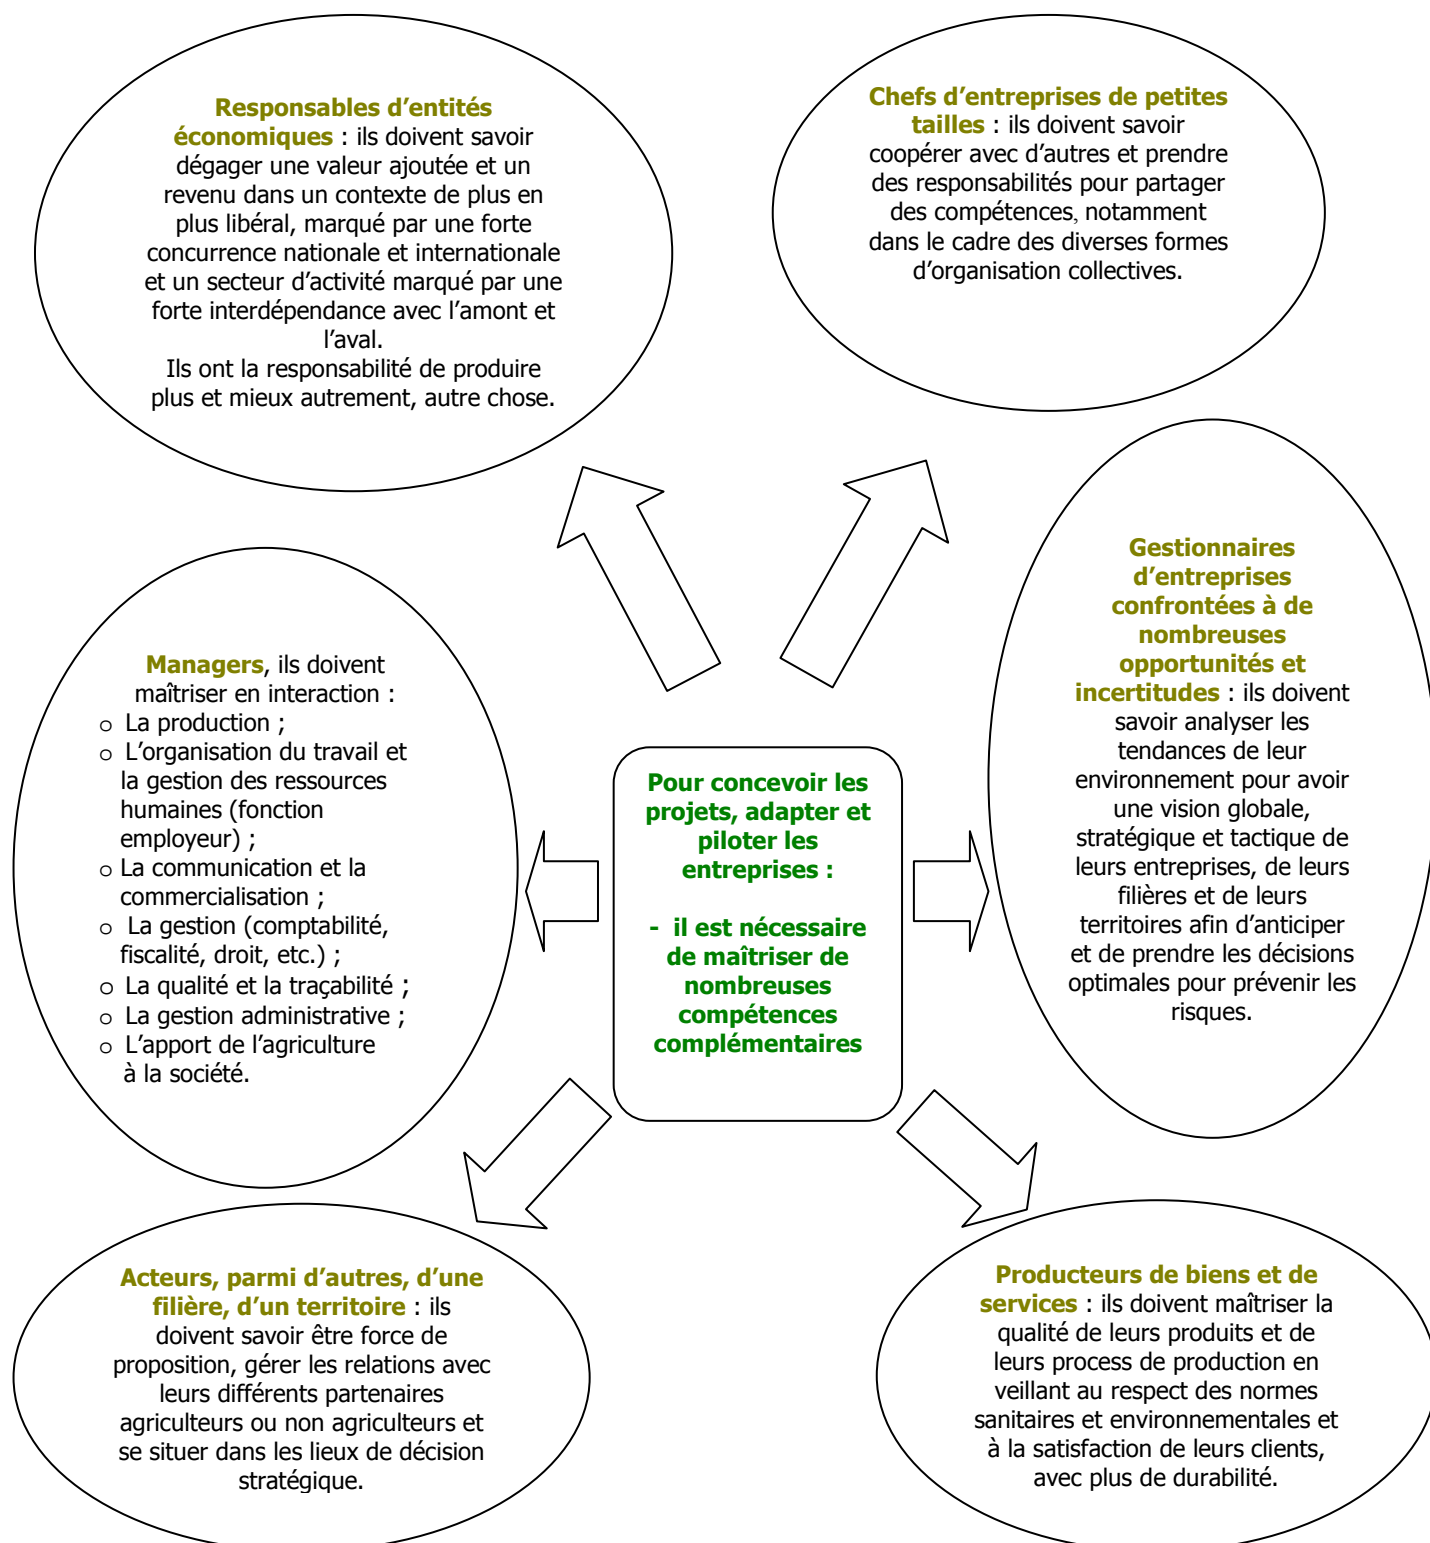 Responsables d’entités
économiques : ils doivent savoir
dégager une valeur ajoutée et un
revenu dans un contexte de plus en
plus libéral, marqué par une forte
concurrence nationale et internationale
et un secteur d’activité marqué par une
forte interdépendance avec l’amont et
l’aval.
Ils ont la responsabilité de produire
plus et mieux autrement, autre chose.
Chefs d’entreprises de petites
tailles : ils doivent savoir
coopérer avec d’autres et prendre
des responsabilités pour partager
des compétences, notamment
dans le cadre des diverses formes
d’organisation collectives.
Managers, ils doivent
maîtriser en interaction :
o La production ;
o L’organisation du travail et
la gestion des ressources
humaines (fonction
employeur) ;
o La communication et la
commercialisation ;
o La gestion (comptabilité,
fiscalité, droit, etc.) ;
o La qualité et la traçabilité ;
o La gestion administrative ;
o L’apport de l’agriculture
à la société.
Pour concevoir les
projets, adapter et
piloter les
entreprises :
- il est nécessaire
de maîtriser de
nombreuses
compétences
complémentaires
Gestionnaires
d’entreprises
confrontées à de
nombreuses
opportunités et
incertitudes : ils doivent
savoir analyser les
tendances de leur
environnement pour avoir
une vision globale,
stratégique et tactique de
leurs entreprises, de leurs
filières et de leurs
territoires afin d’anticiper
et de prendre les décisions
optimales pour prévenir les
risques.
Acteurs, parmi d’autres, d’une
filière, d’un territoire : ils
doivent savoir être force de
proposition, gérer les relations avec
leurs différents partenaires
agriculteurs ou non agriculteurs et
se situer dans les lieux de décision
stratégique.
Producteurs de biens et de
services : ils doivent maîtriser la
qualité de leurs produits et de
leurs process de production en
veillant au respect des normes
sanitaires et environnementales et
à la satisfaction de leurs clients,
avec plus de durabilité.